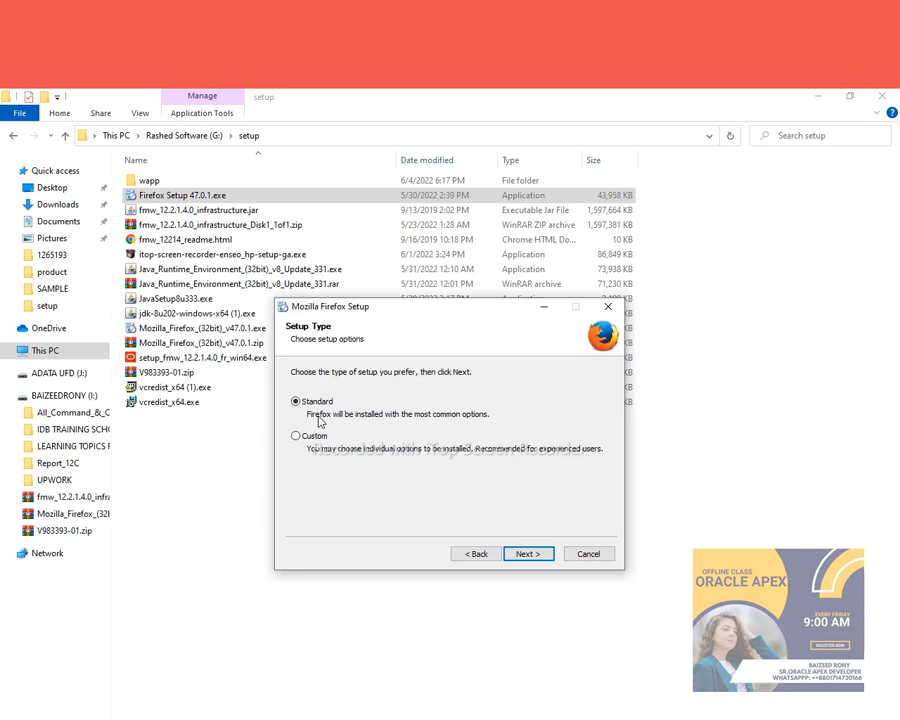 Manage
setup
File
Home
Share
View
Application Tools
This PC
Rashed Software (G:)
setup
Search setup
Name
Date modified
Type
Size
Quick access
Desktop
Downloads
Documents
Pictures
1265193
product
SAMPLE
setup
OneDrive
This PC
ADATA UFD (J:)
BAIZEEDRONY (I:)
All_Command_&_C
IDB TRAINING SOF
LEARNING TOPICS F
Report_12C
UPWORK
fmw_12.2.1.4.0_infra
Mozilla_Firefox_(32bi
V983393-01.zip
Network
wapp 6/4/2022 6:17 PM File folder
Firefox Setup 47.0.1.exe 5/30/2022 2:39 PM Application 43,958 KB
fmw_12.2.1.4.0_infrastructure.jar 9/13/2019 2:02 PM Executable Jar File 1,597,664 KB
fmw_12.2.1.4.0_infrastructure_Disk1_1of1.zip 5/23/2022 1:28 AM WinRAR ZIP archive 1,597,381 KB
fmw_12214_readme.html 9/16/2019 10:18 PM Chrome HTML Do... 10 KB
itop-screen-recorder-enseo_hp-setup-ga.exe 6/1/2022 3:24 PM Application 86,849 KB
Java_Runtime_Environment_(32bit)_v8_Update_331.exe 5/31/2022 12:10 AM Application 73,938 KB
Java_Runtime_Environment_(32bit)_v8_Update_331.rar 5/31/2022 12:01 PM WinRAR archive 71,230 KB
JavaSetup8u333.exe
jdk-8u202-windows-x64 (1).exe
Mozilla_Firefox_(32bit)_v47.0.1.exe
Mozilla_Firefox_(32bit)_v47.0.1.zip
setup_fmw_12.2.1.4.0_fr_win64.exe
V983393-01.zip
vcredist_x64 (1).exe
vcredist_x64.exe
Mozilla Firefox Setup
Setup Type
Choose setup options
Choose the type of setup you prefer, then click Next.
Standard
Firefox will be installed with the most common options.
Custom
You may choose individual options to be installed. Recommended for experienced users.
Recorded with iTop Screen Recorder
< Back
Next >
Cancel
OFFLINE CLASS
ORACLE APEX
EVERY FRIDAY
9:00 AM
REGISTER NOW
BAIZEED RONY
SR.ORACLE APEX DEVELOPER
WHATSAPPP: ++8801714730166